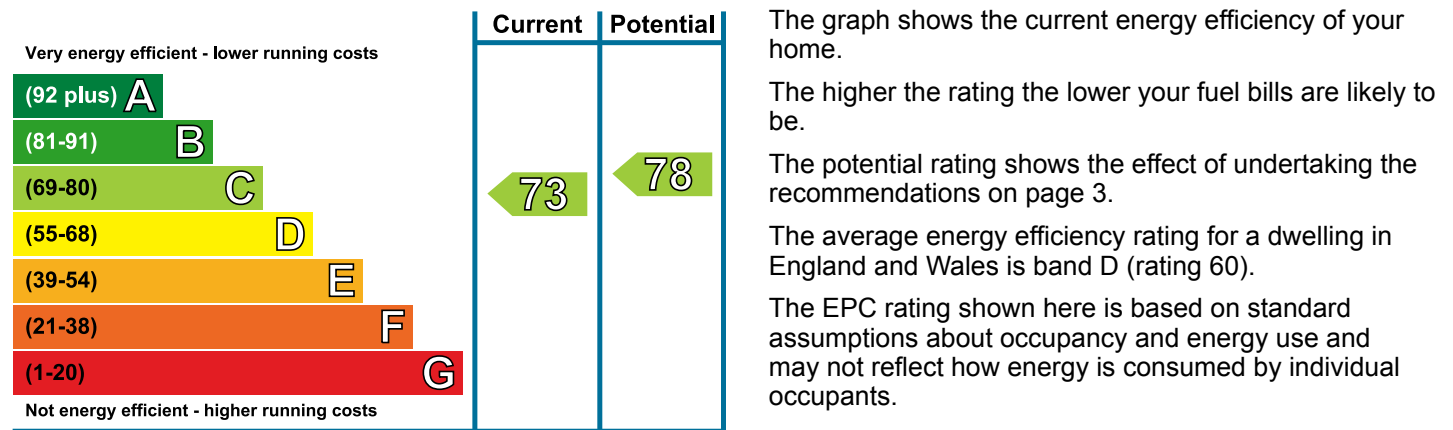 Current Potential
Very energy efficient - lower running costs
(92 plus) A
(81-91) B
(69-80) C
(55-68) D
(39-54) E
(21-38) F
(1-20) G
Not energy efficient - higher running costs
73
78
The graph shows the current energy efficiency of your
home.
The higher the rating the lower your fuel bills are likely to
be.
The potential rating shows the effect of undertaking the
recommendations on page 3.
The average energy efficiency rating for a dwelling in
England and Wales is band D (rating 60).
The EPC rating shown here is based on standard
assumptions about occupancy and energy use and
may not reflect how energy is consumed by individual
occupants.